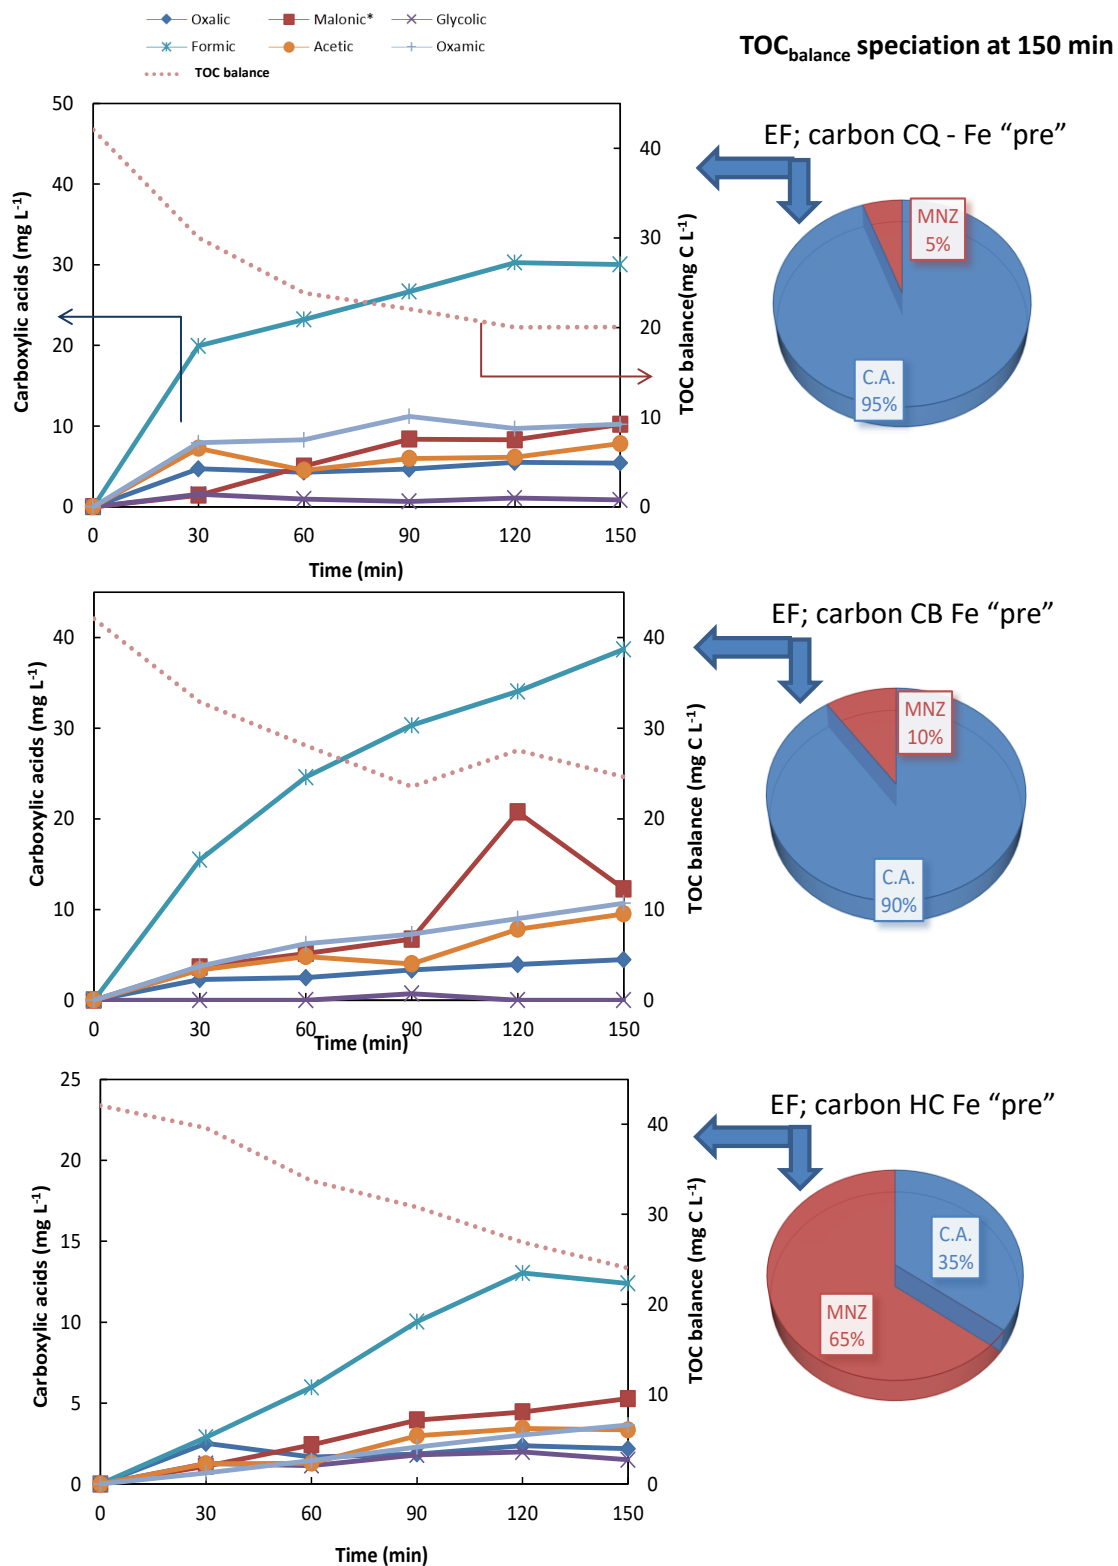 Oxalic Malonic* Glycolic
Formic Acetic Oxamic
TOC balance
TOCbalance speciation at 150 min
50
40
30
20
10
0
Carboxylic acids (mg L-1)
40
30
20
10
0
TOC balance(mg C L-1)
0 30 60 90 120 150
Time (min)
EF; carbon CQ - Fe “pre”
MNZ
5%
C.A.
95%
40
30
20
10
0
Carboxylic acids (mg L-1)
40
30
20
10
0
TOC balance (mg C L-1)
0 30 60 90 120 150
Time (min)
EF; carbon CB Fe “pre”
MNZ
10%
C.A.
90%
25
20
15
10
5
0
Carboxylic acids (mg L-1)
40
30
20
10
0
TOC balance (mg C L-1)
0 30 60 90 120 150
Time (min)
EF; carbon HC Fe “pre”
C.A.
35%
MNZ
65%